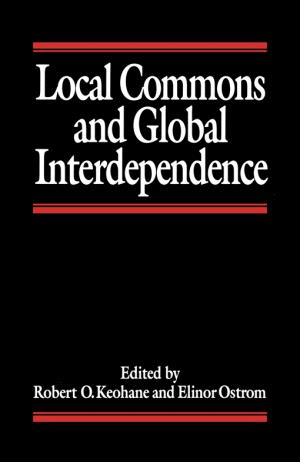 Local Commons
and Global
Interdependence
Edited by
Robert O. Keohane and Elinor Ostrom